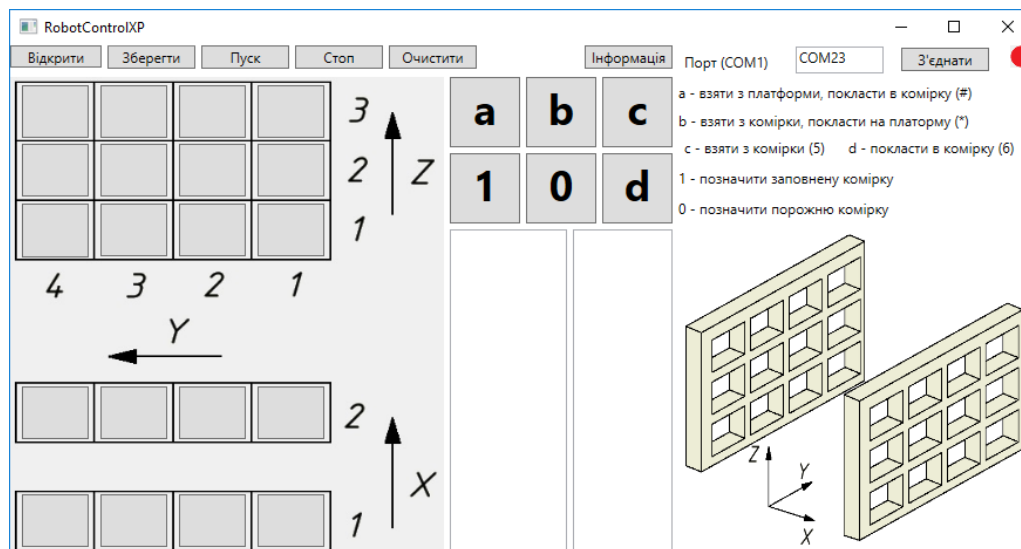 RobotControlXP
Відкрити Зберегти Пуск Стоп Очистити Інформація Порт (COM1) COM23 З'єднати
a - взяти з платформи, покласти в комірку (#)
b - взяти з комірки, покласти на платорму (*)
c - взяти з комірки (5) d - покласти в комірку (6)
1 - позначити заповнену комірку
0 - позначити порожню комірку
a b c
1 0 d
3
2 Z
1
4 3 2 1
Y
2
X
1
Z
Y
X